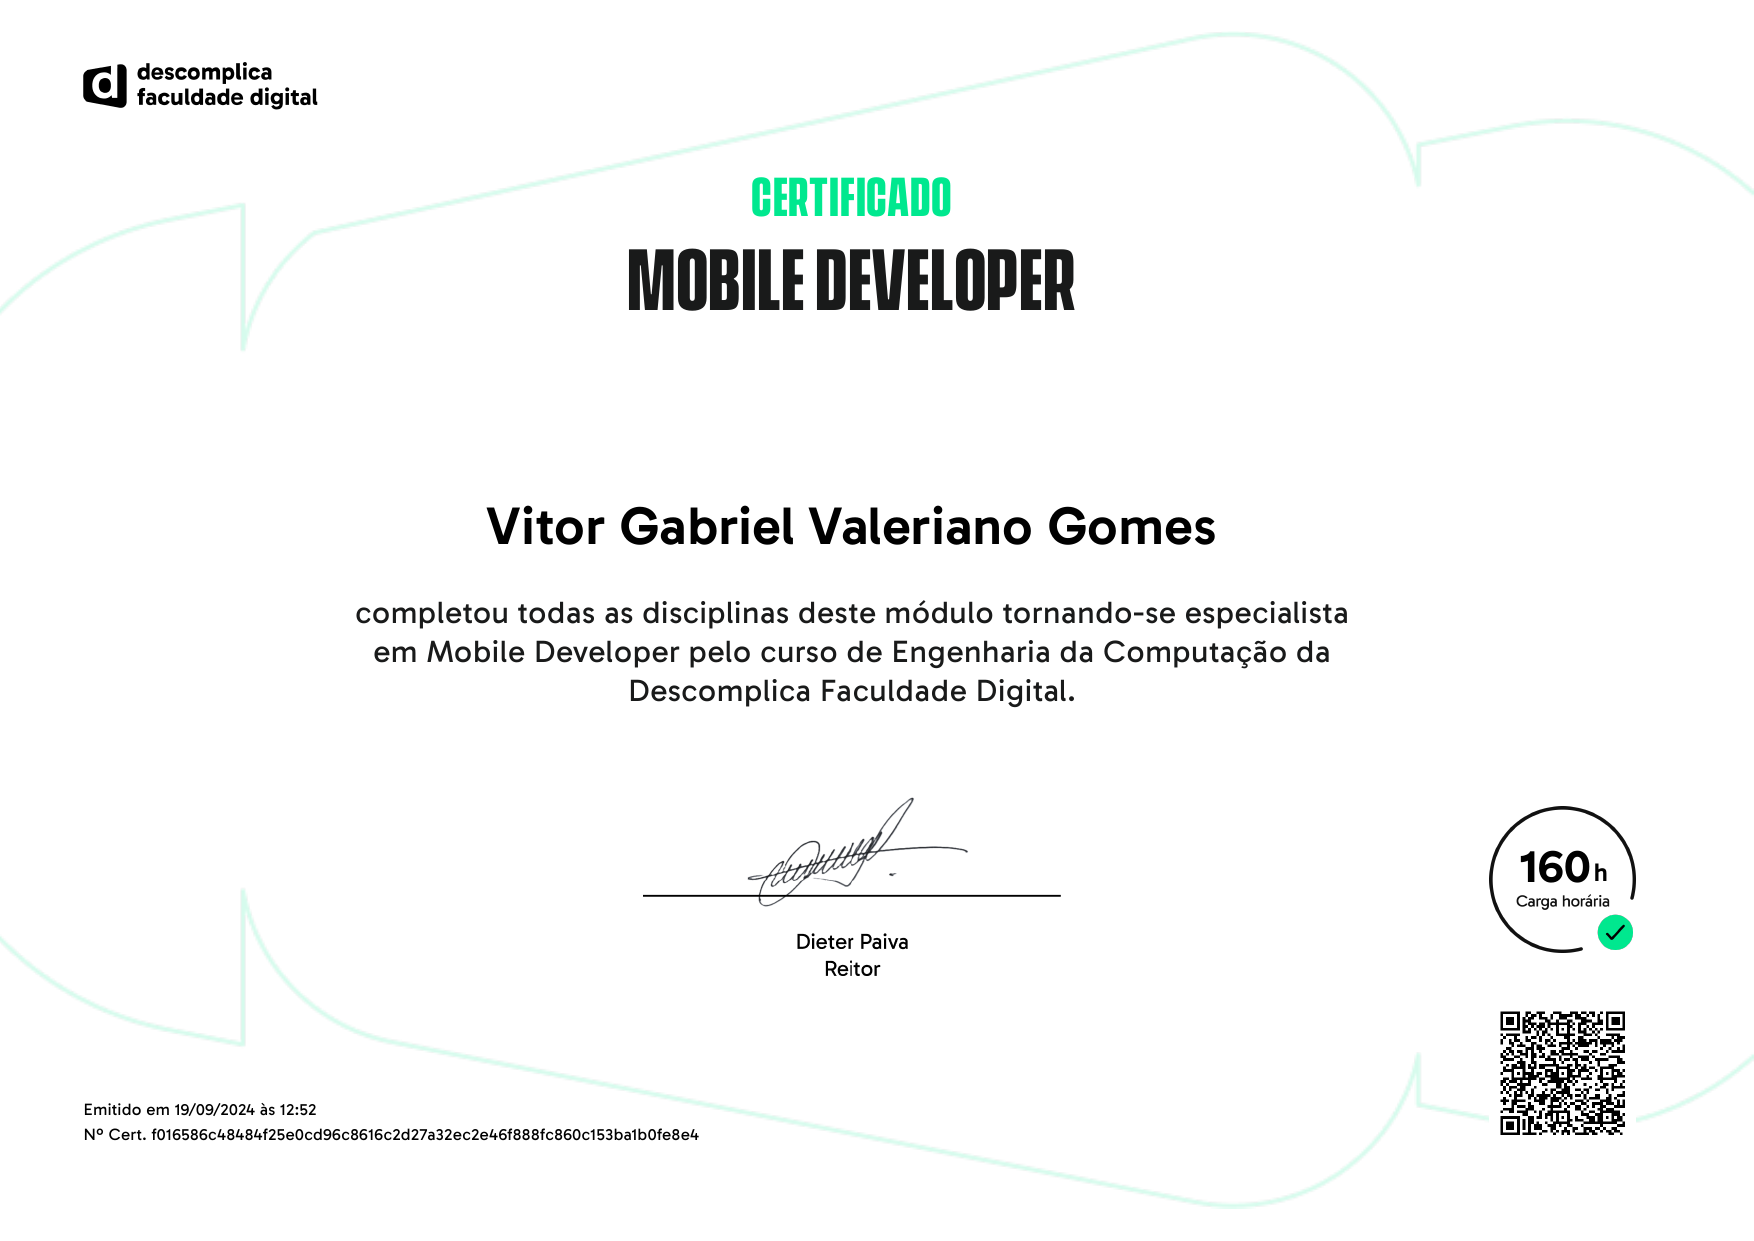 descomplica
faculdade digital
CERTIFICADO
MOBILE DEVELOPER
Vitor Gabriel Valeriano Gomes
completou todas as disciplinas deste módulo tornando-se especialista
em Mobile Developer pelo curso de Engenharia da Computação da
Descomplica Faculdade Digital.
160 h
Carga horária
Dieter Paiva
Reitor
Emitido em 19/09/2024 às 12:52
Nº Cert. f016586c48484f25e0cd96c8616c2d27a32ec2e46f888fc860c153ba1b0fe8e4